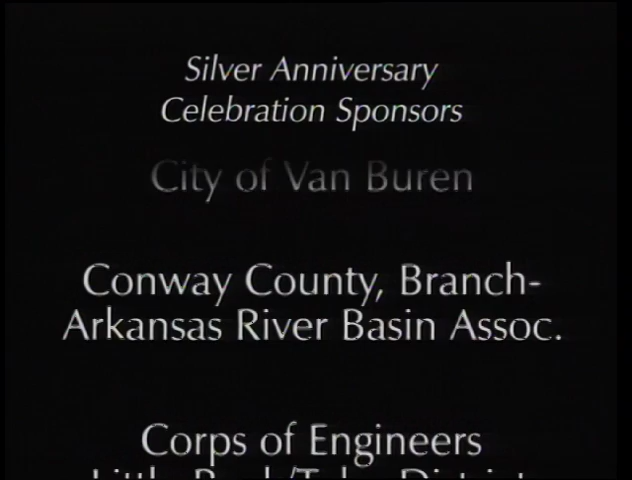 Silver Anniversary
Celebration Sponsors
City of Van Buren
Conway County, Branch-
Arkansas River Basin Assoc.
Corps of Engineers